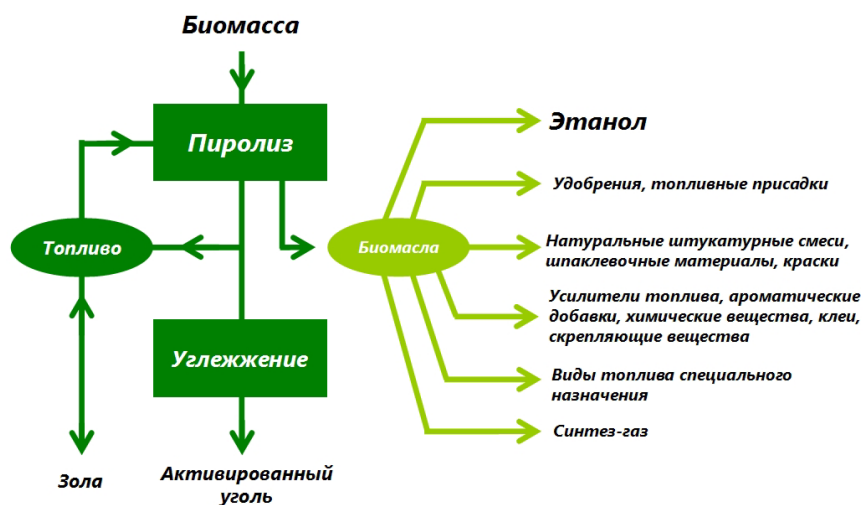 Биомасса
Пиролиз
Этанол
Удобрения, топливные присадки
Топливо
Биомасла
Натуральные штукатурные смеси,
шпаклевочные материалы, краски
Усилители топлива, ароматические
добавки, химические вещества, клеи,
скрепляющие вещества
Углежжение
Виды топлива специального
назначения
Синтез-газ
Зола
Активированный
уголь